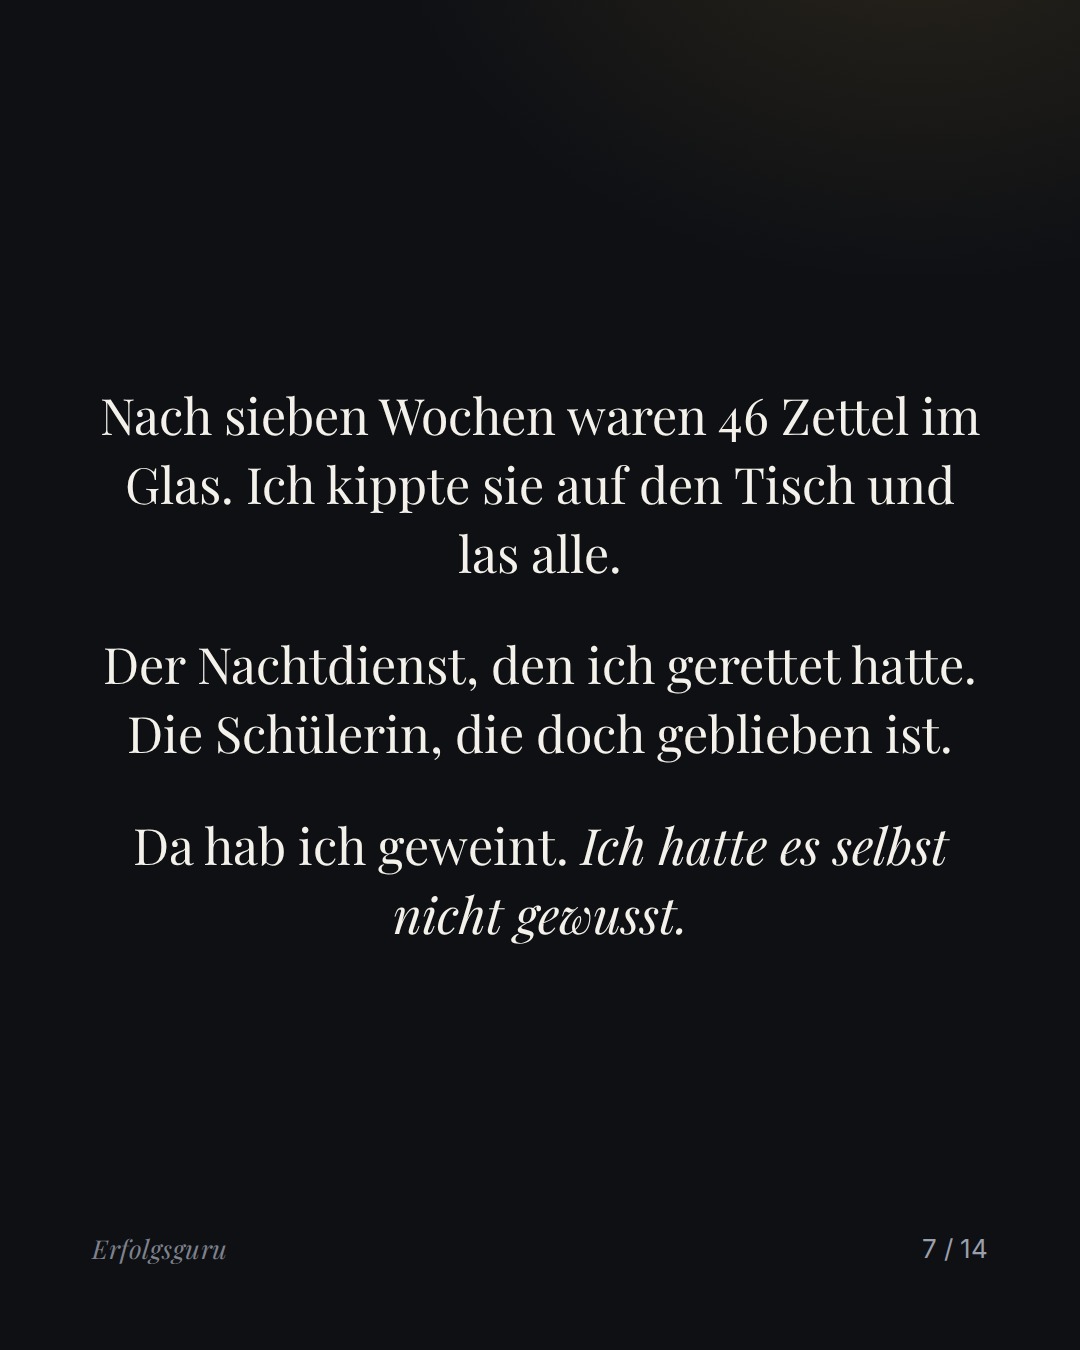 Nach sieben Wochen waren 46 Zettel im
Glas. Ich kippte sie auf den Tisch und
las alle.
Der Nachtdienst, den ich gerettet hatte.
Die Schülerin, die doch geblieben ist.
Da hab ich geweint. Ich hatte es selbst
nicht gewusst.
Erfolgsguru
7 / 14